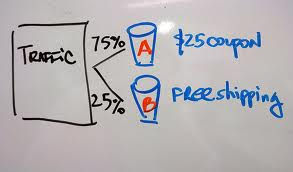 75% A $25 coupon
TRAFFIC
25% B FREE shipping